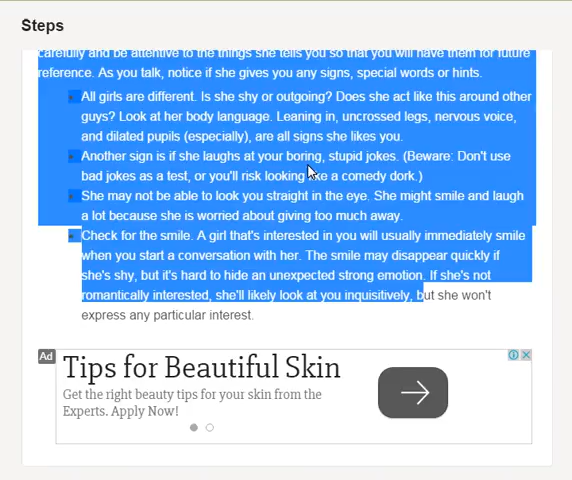 Steps
carefully and be attentive to the things she tells you so that you will have them for future
reference. As you talk, notice if she gives you any signs, special words or hints.
All girls are different. Is she shy or outgoing? Does she act like this around other
guys? Look at her body language. Leaning in, uncrossed legs, nervous voice,
and dilated pupils (especially), are all signs she likes you.
Another sign is if she laughs at your boring, stupid jokes. (Beware: Don't use
bad jokes as a test, or you'll risk looking like a comedy dork.)
She may not be able to look you straight in the eye. She might smile and laugh
a lot because she is worried about giving too much away.
Check for the smile. A girl that's interested in you will usually immediately smile
when you start a conversation with her. The smile may disappear quickly if
she's shy, but it's hard to hide an unexpected strong emotion. If she's not
romantically interested, she'll likely look at you inquisitively, but she won't
express any particular interest.
Ad
Tips for Beautiful Skin
Get the right beauty tips for your skin from the
Experts. Apply Now!